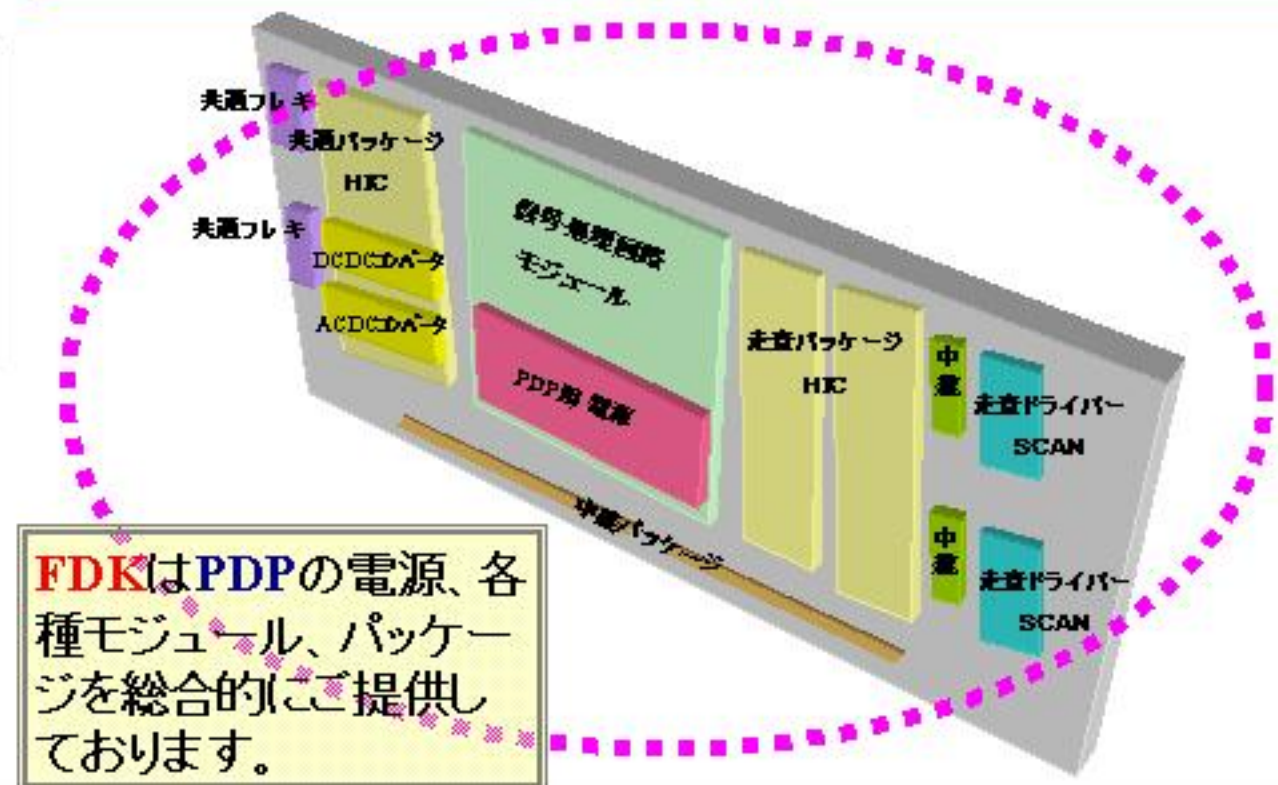 共通フレキ
共通パッケージ
HIC
共通フレキ
DCDCコンバータ
ACDCコンバータ
信号処理回路
モジュール
PDP用 電源
走査パッケージ
HIC
中継
走査ドライバー
SCAN
中継
走査ドライバー
SCAN
中継パッケージ
FDKはPDPの電源、各
種モジュール、パッケー
ジを総合的にご提供し
ております。